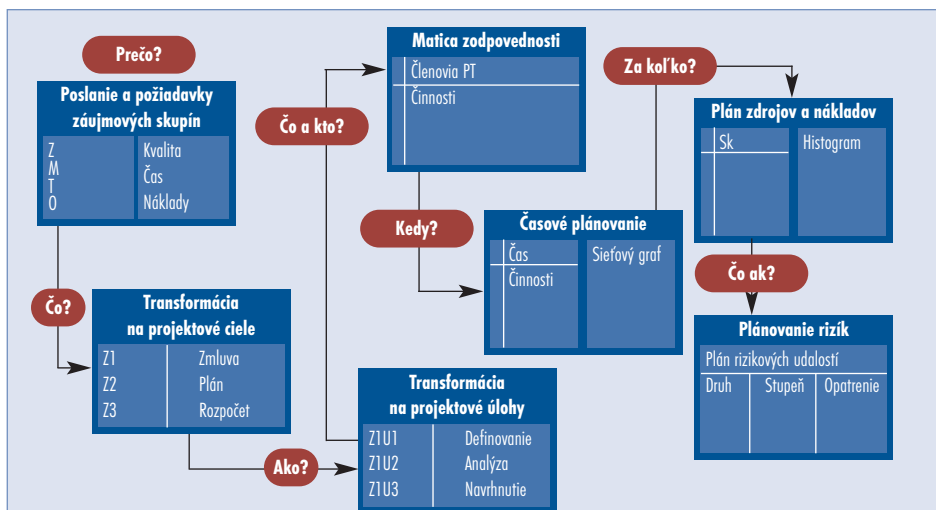 Prečo?
Poslanie a požiadavky
záujmových skupín
Z
M
T
O
Kvalita
Čas
Náklady
Čo?
Transformácia
na projektové ciele
Z1 Zmluva
Z2 Plán
Z3 Rozpočet
Ako?
Transformácia
na projektové úlohy
Z1U1 Definovanie
Z1U2 Analýza
Z1U3 Navrhnutie
Čo a kto?
Matica zodpovednosti
Členovia PT
Činnosti
Kedy?
Časové plánovanie
Čas
Činnosti
Sieťový graf
Za koľko?
Plán zdrojov a nákladov
Sk
Histogram
Čo ak?
Plánovanie rizík
Plán rizikových udalostí
Druh Stupeň Opatrenie